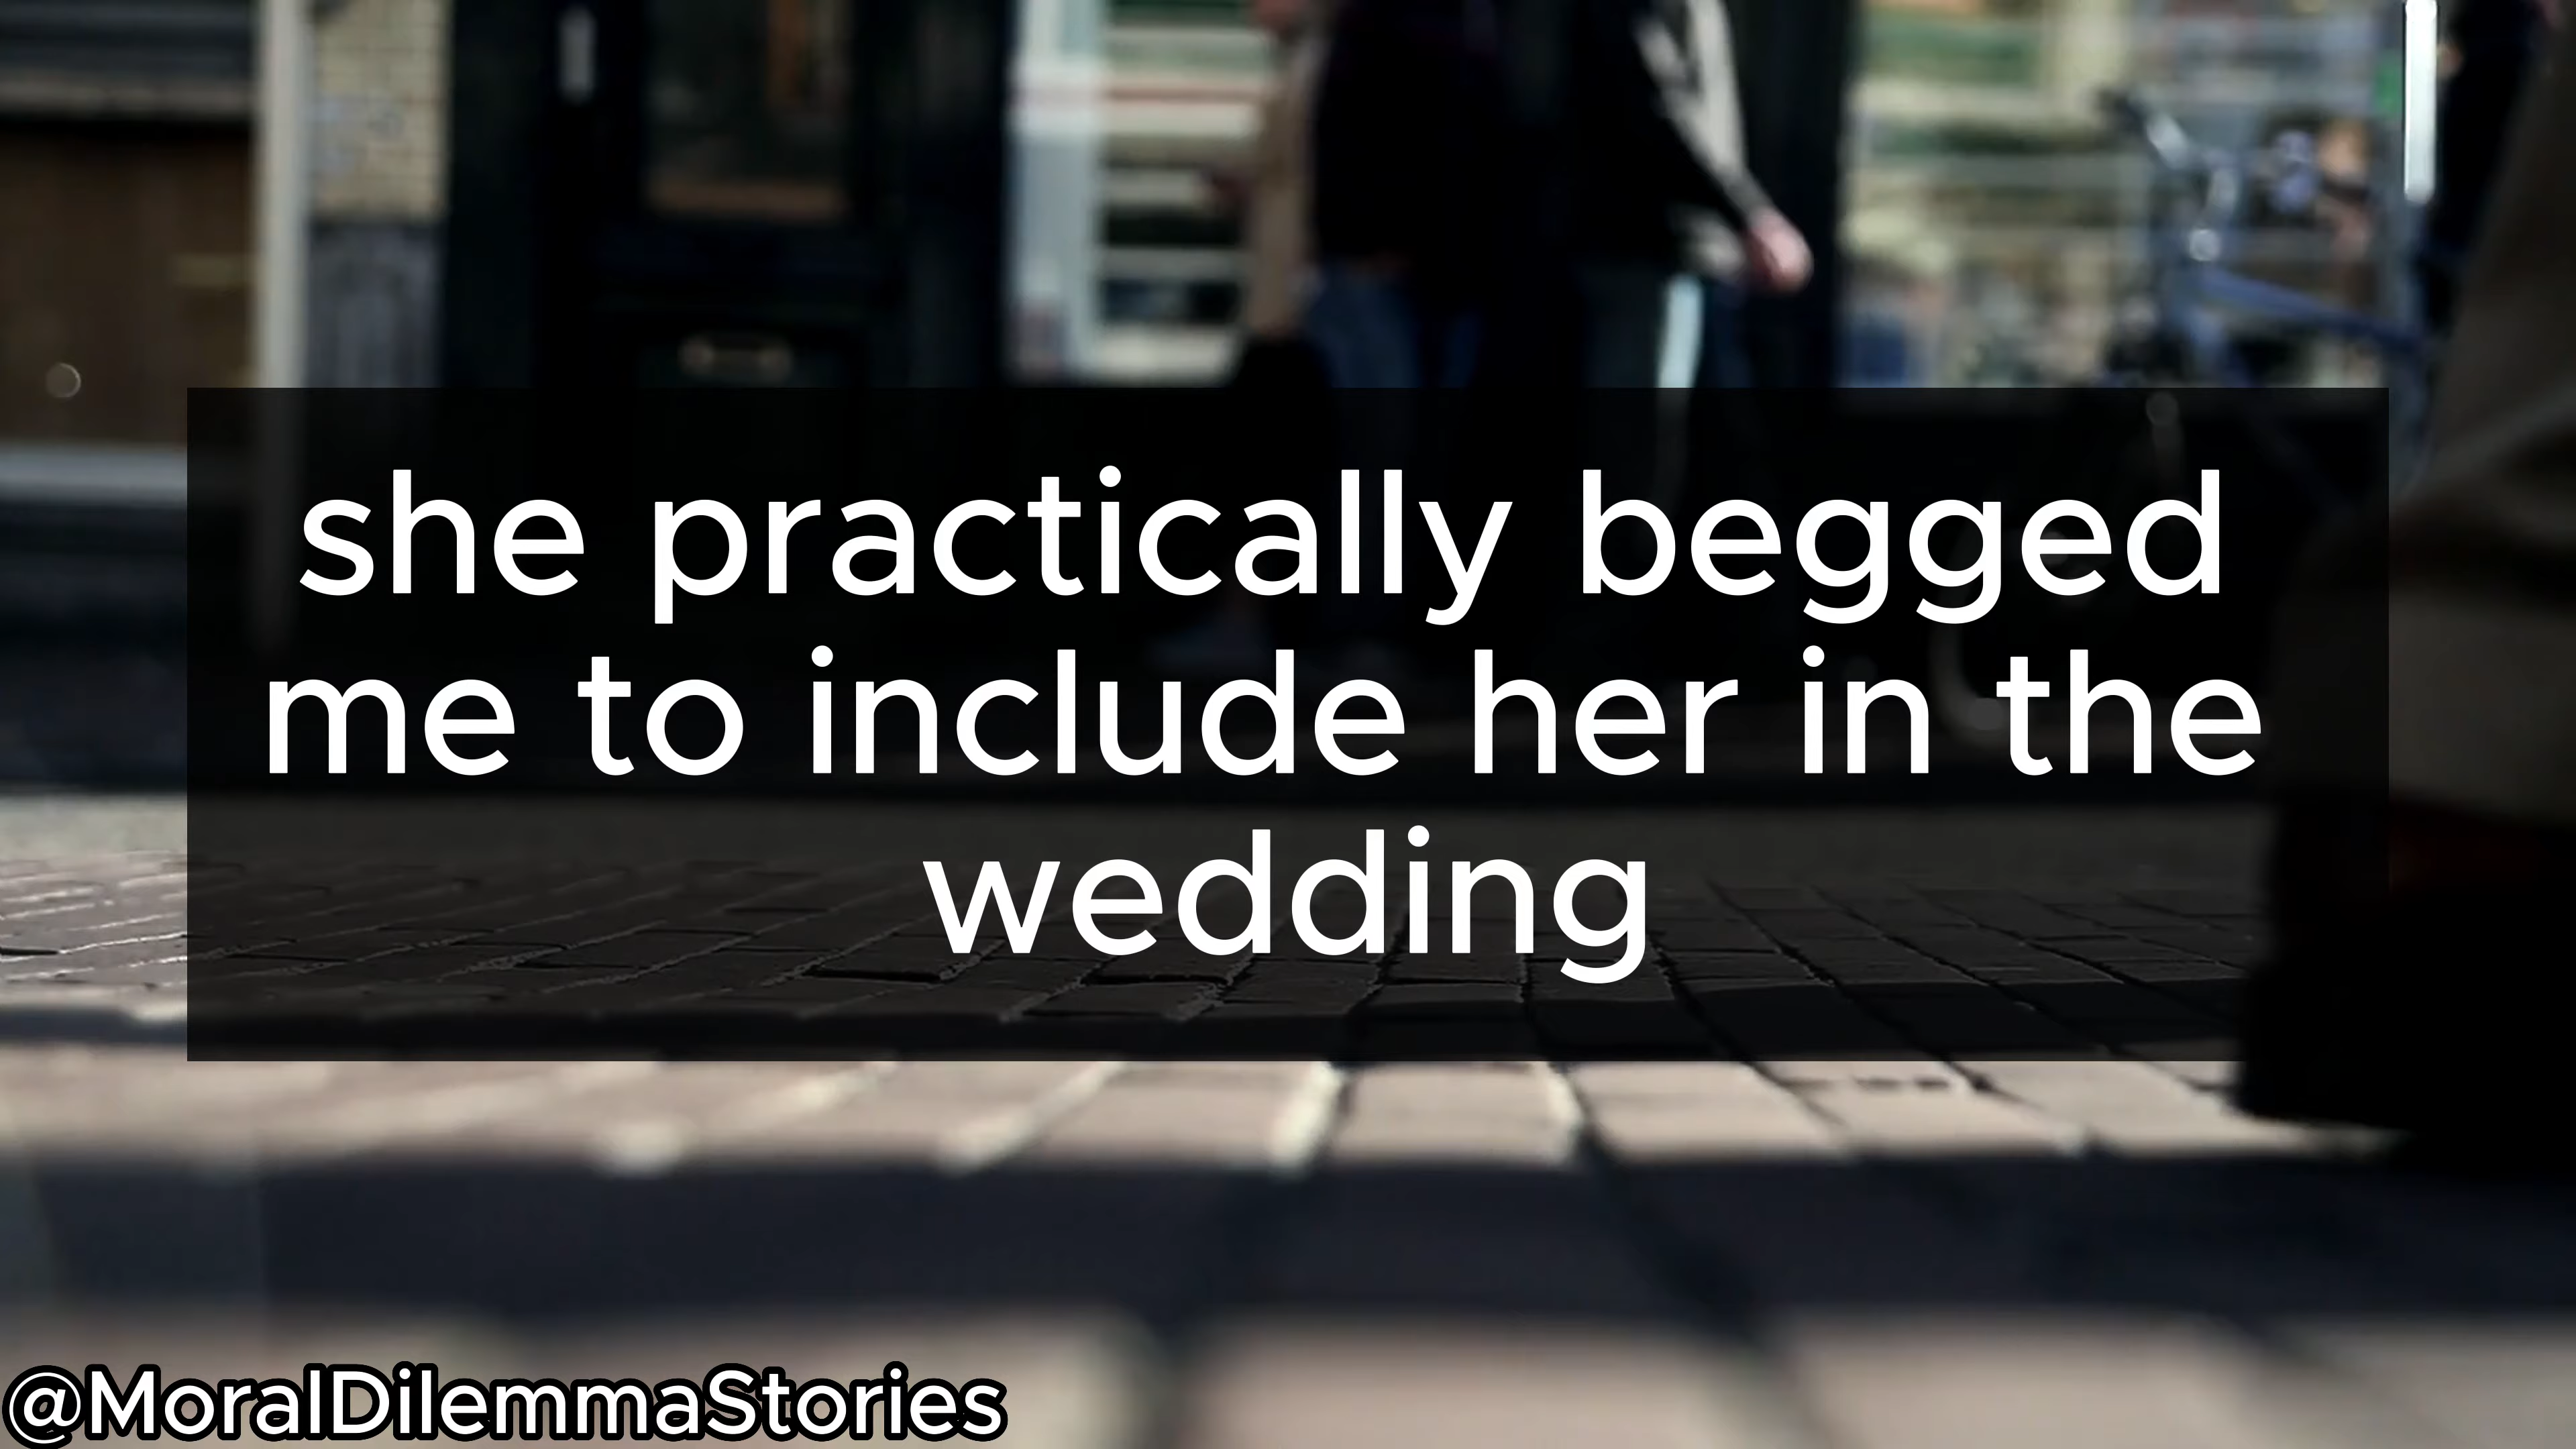 she practically begged
me to include her in the
wedding
@MoralDilemmaStories